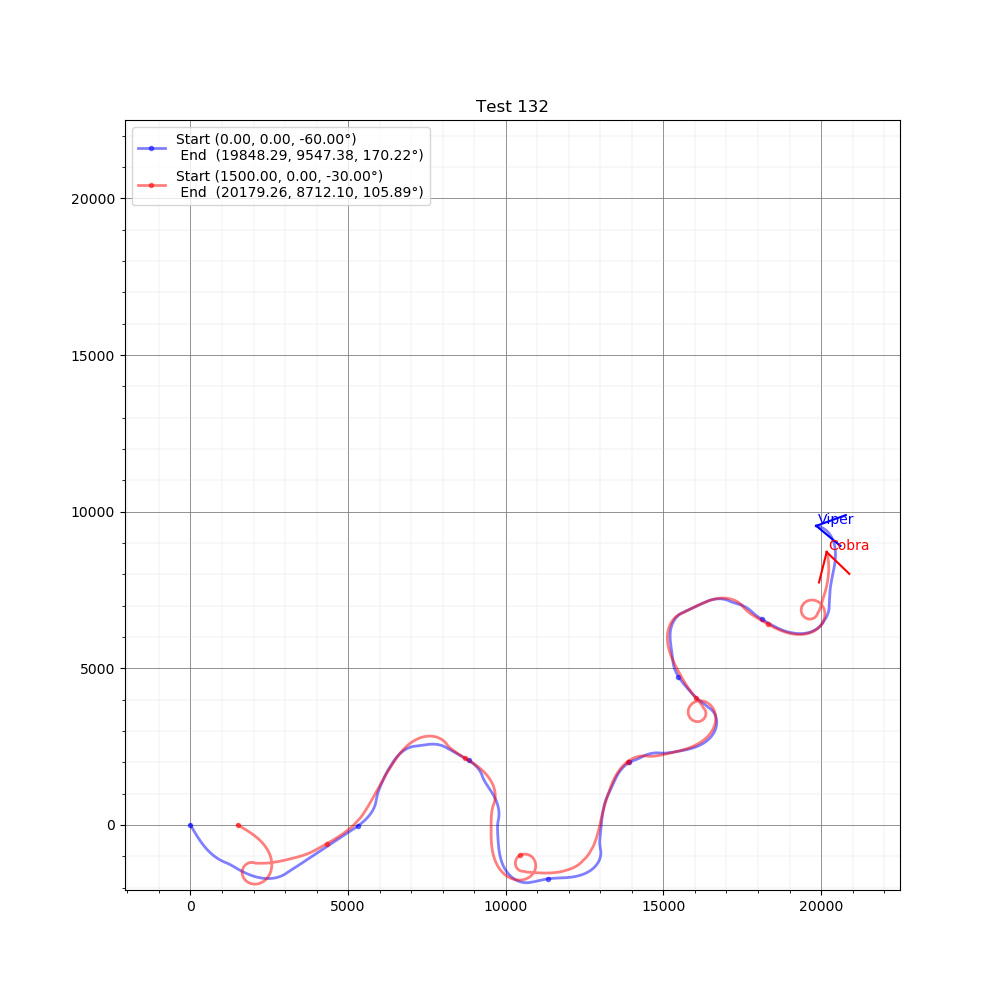 Test 132
Start (0.00, 0.00, -60.00°)
End (19848.29, 9547.38, 170.22°)
Start (1500.00, 0.00, -30.00°)
End (20179.26, 8712.10, 105.89°)
20000
15000
10000
5000
0
Viper
Cobra
0 5000 10000 15000 20000